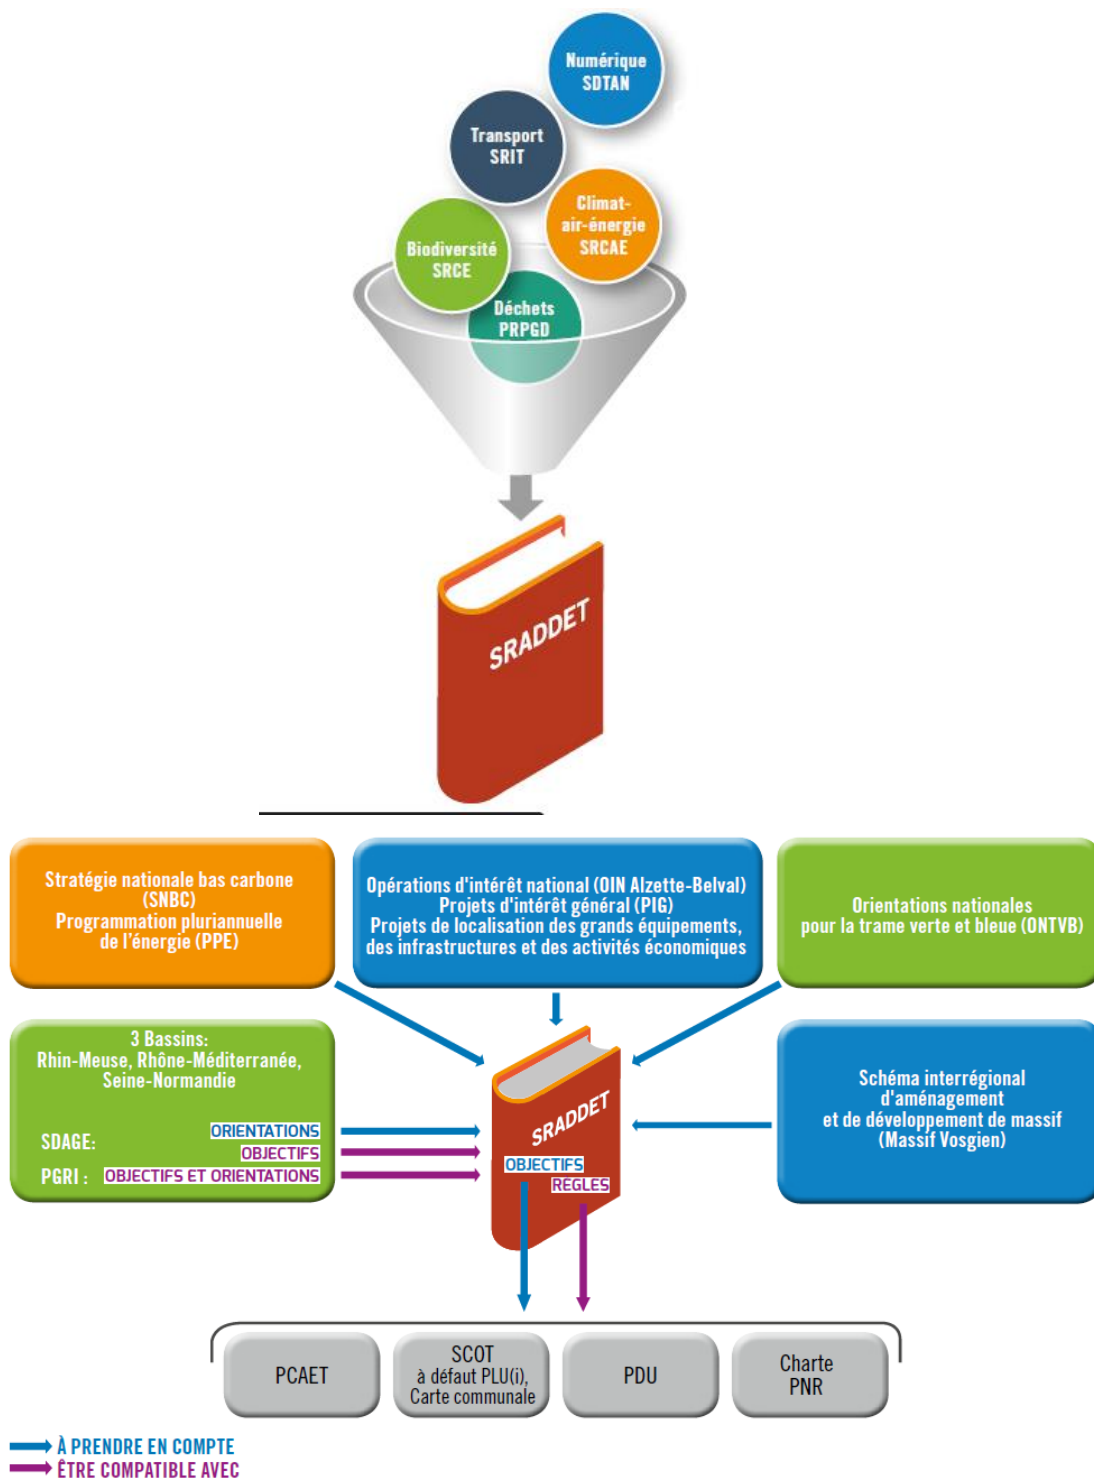 Numérique
SDTAN
Transport
SRIT
Climat-
air-énergie
SRCAE
Biodiversité
SRCE
Déchets
PRPGD
SRADDET
Stratégie nationale bas carbone
(SNBC)
Programmation pluriannuelle
de l'énergie (PPE)
Opérations d'intérêt national (OIN Alzette-Belval)
Projets d'intérêt général (PIG)
Projets de localisation des grands équipements,
des infrastructures et des activités économiques
Orientations nationales
pour la trame verte et bleue (ONTVB)
3 Bassins:
Rhin-Meuse, Rhône-Méditerranée,
Seine-Normandie
SDAGE:
ORIENTATIONS
OBJECTIFS
PGRI : OBJECTIFS ET ORIENTATIONS
SRADDET
OBJECTIFS
RÈGLES
Schéma interrégional
d'aménagement
et de développement de massif
(Massif Vosgien)
PCAET
SCOT
à défaut PLU(i),
Carte communale
PDU
Charte
PNR
À PRENDRE EN COMPTE
ÊTRE COMPATIBLE AVEC